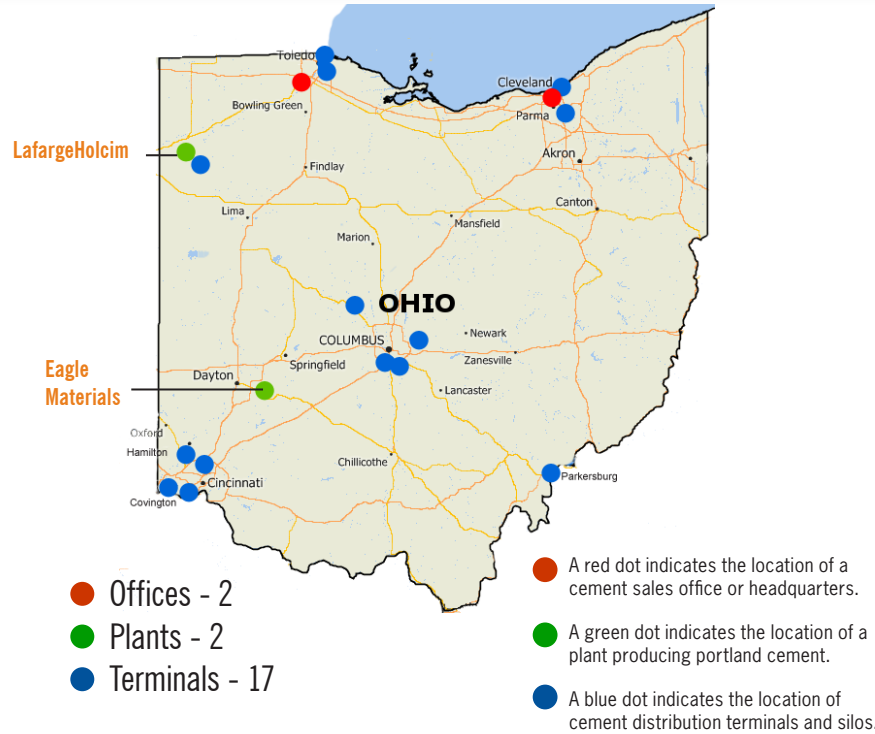 Toledo
Cleveland
Bowling Green
Parma
LafargeHolcim
Akron
Findlay
Canton
Lima
Mansfield
Marion
OHIO
COLUMBUS
Newark
Zanesville
Springfield
Eagle
Materials
Dayton
Lancaster
Oxford
Hamilton
Chillicothe
Parkersburg
Cincinnati
Covington
Offices - 2
Plants - 2
Terminals - 17
A red dot indicates the location of a
cement sales office or headquarters.
A green dot indicates the location of a
plant producing portland cement.
A blue dot indicates the location of
cement distribution terminals and silos.